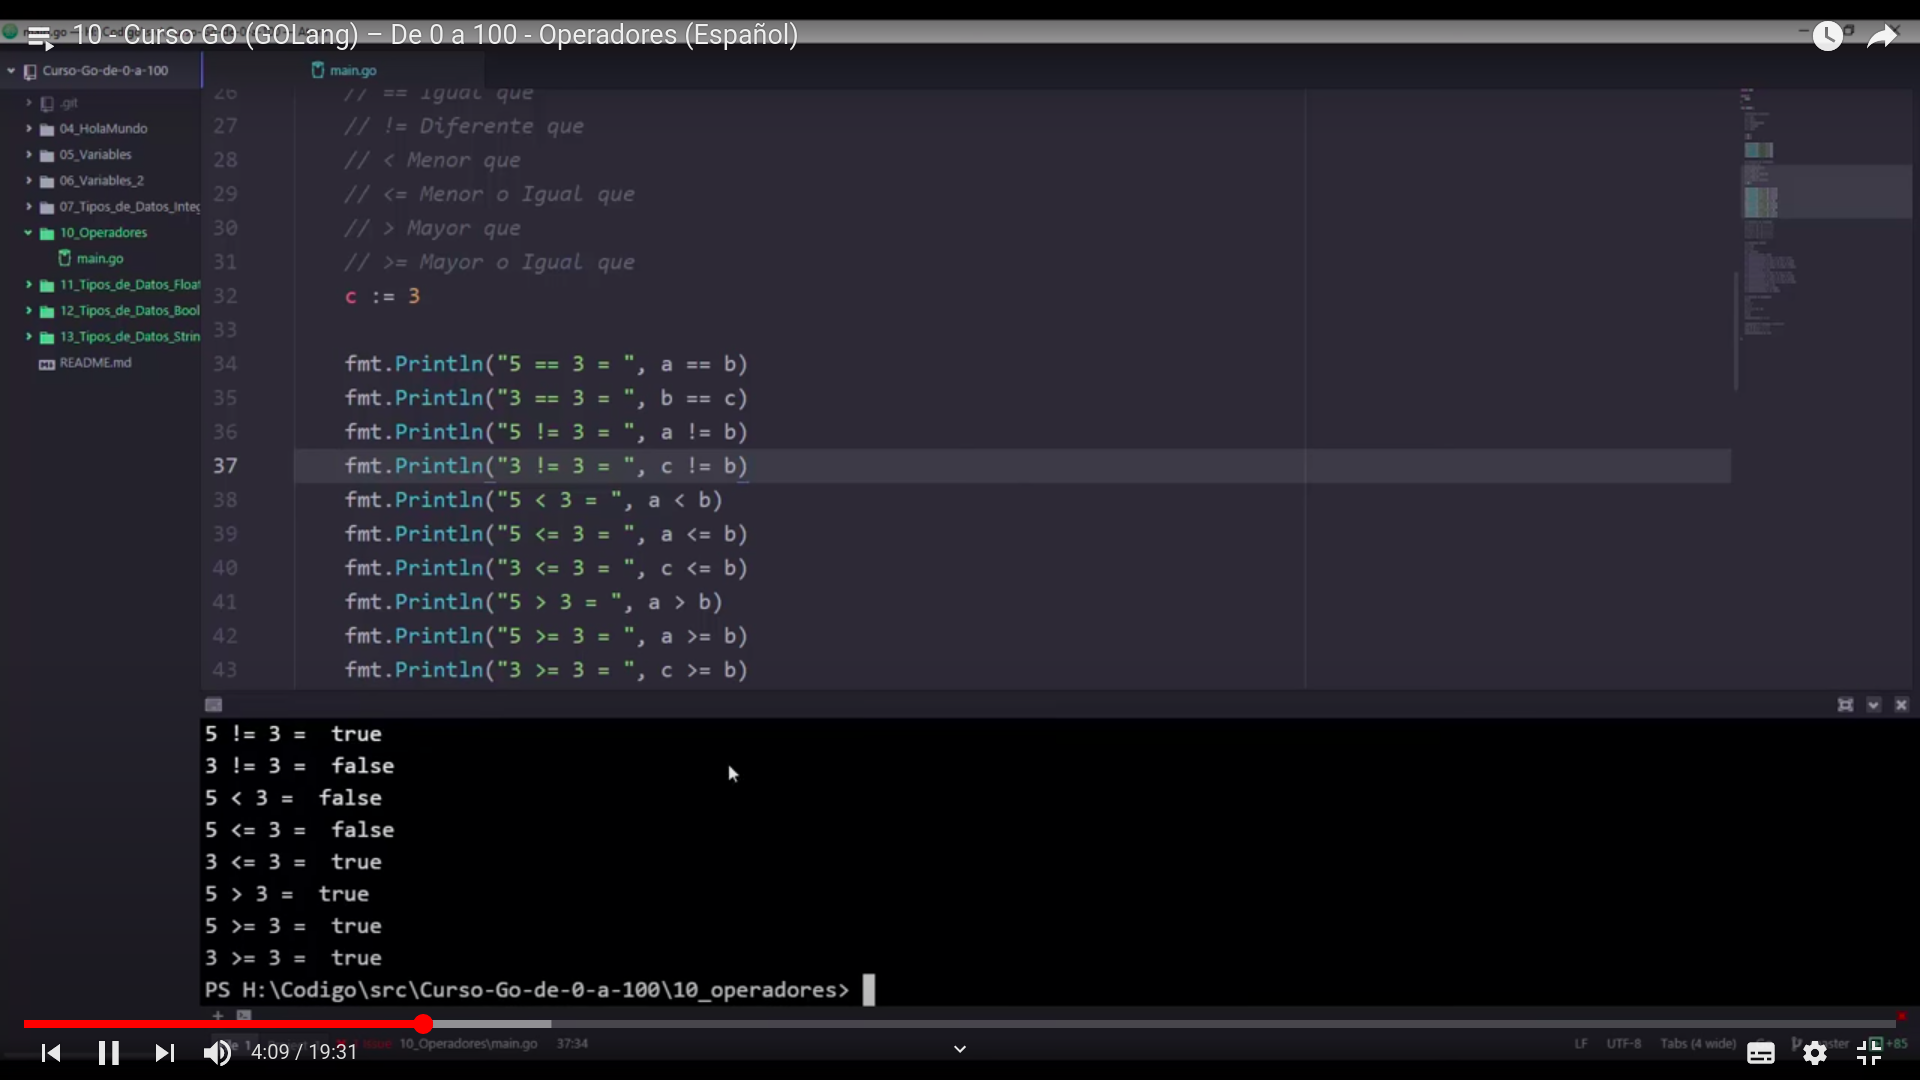 10 - Curso GO (GOLang) – De 0 a 100 - Operadores (Español)
Curso-Go-de-0-a-100
main.go
.git
04_HolaMundo
05_Variables
06_Variables_2
07_Tipos_de_Datos_Integ
10_Operadores
main.go
11_Tipos_de_Datos_Float
12_Tipos_de_Datos_Bool
13_Tipos_de_Datos_Strin
README.md
26 // == Igual que
27 // != Diferente que
28 // < Menor que
29 // <= Menor o Igual que
30 // > Mayor que
31 // >= Mayor o Igual que
32 c := 3
33
34 fmt.Println("5 == 3 = ", a == b)
35 fmt.Println("3 == 3 = ", b == c)
36 fmt.Println("5 != 3 = ", a != b)
37 fmt.Println("3 != 3 = ", c != b)
38 fmt.Println("5 < 3 = ", a < b)
39 fmt.Println("5 <= 3 = ", a <= b)
40 fmt.Println("3 <= 3 = ", c <= b)
41 fmt.Println("5 > 3 = ", a > b)
42 fmt.Println("5 >= 3 = ", a >= b)
43 fmt.Println("3 >= 3 = ", c >= b)
5 != 3 =  true
3 != 3 =  false
5 < 3 =  false
5 <= 3 =  false
3 <= 3 =  true
5 > 3 =  true
5 >= 3 =  true
3 >= 3 =  true
PS H:\Codigo\src\Curso-Go-de-0-a-100\10_operadores>
4:09 / 19:31
10_Operadores\main.go 37:34
LF UTF-8 Tabs (4 wide) +85